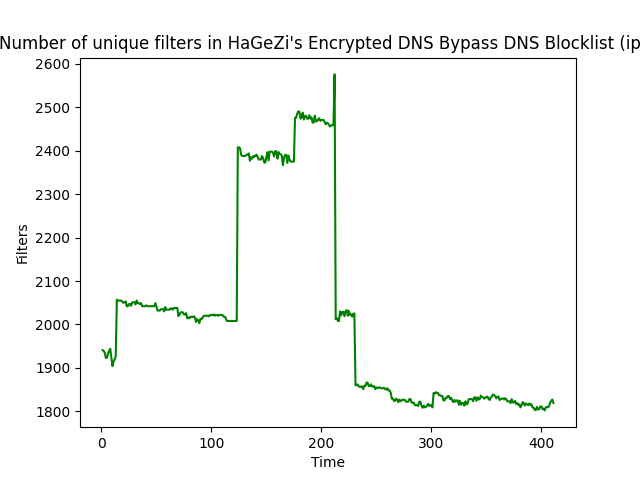 Number of unique filters in HaGeZi's Encrypted DNS Bypass DNS Blocklist (ip
2600
2500
2400
2300
2200
2100
2000
1900
1800
Filters
0 100 200 300 400
Time